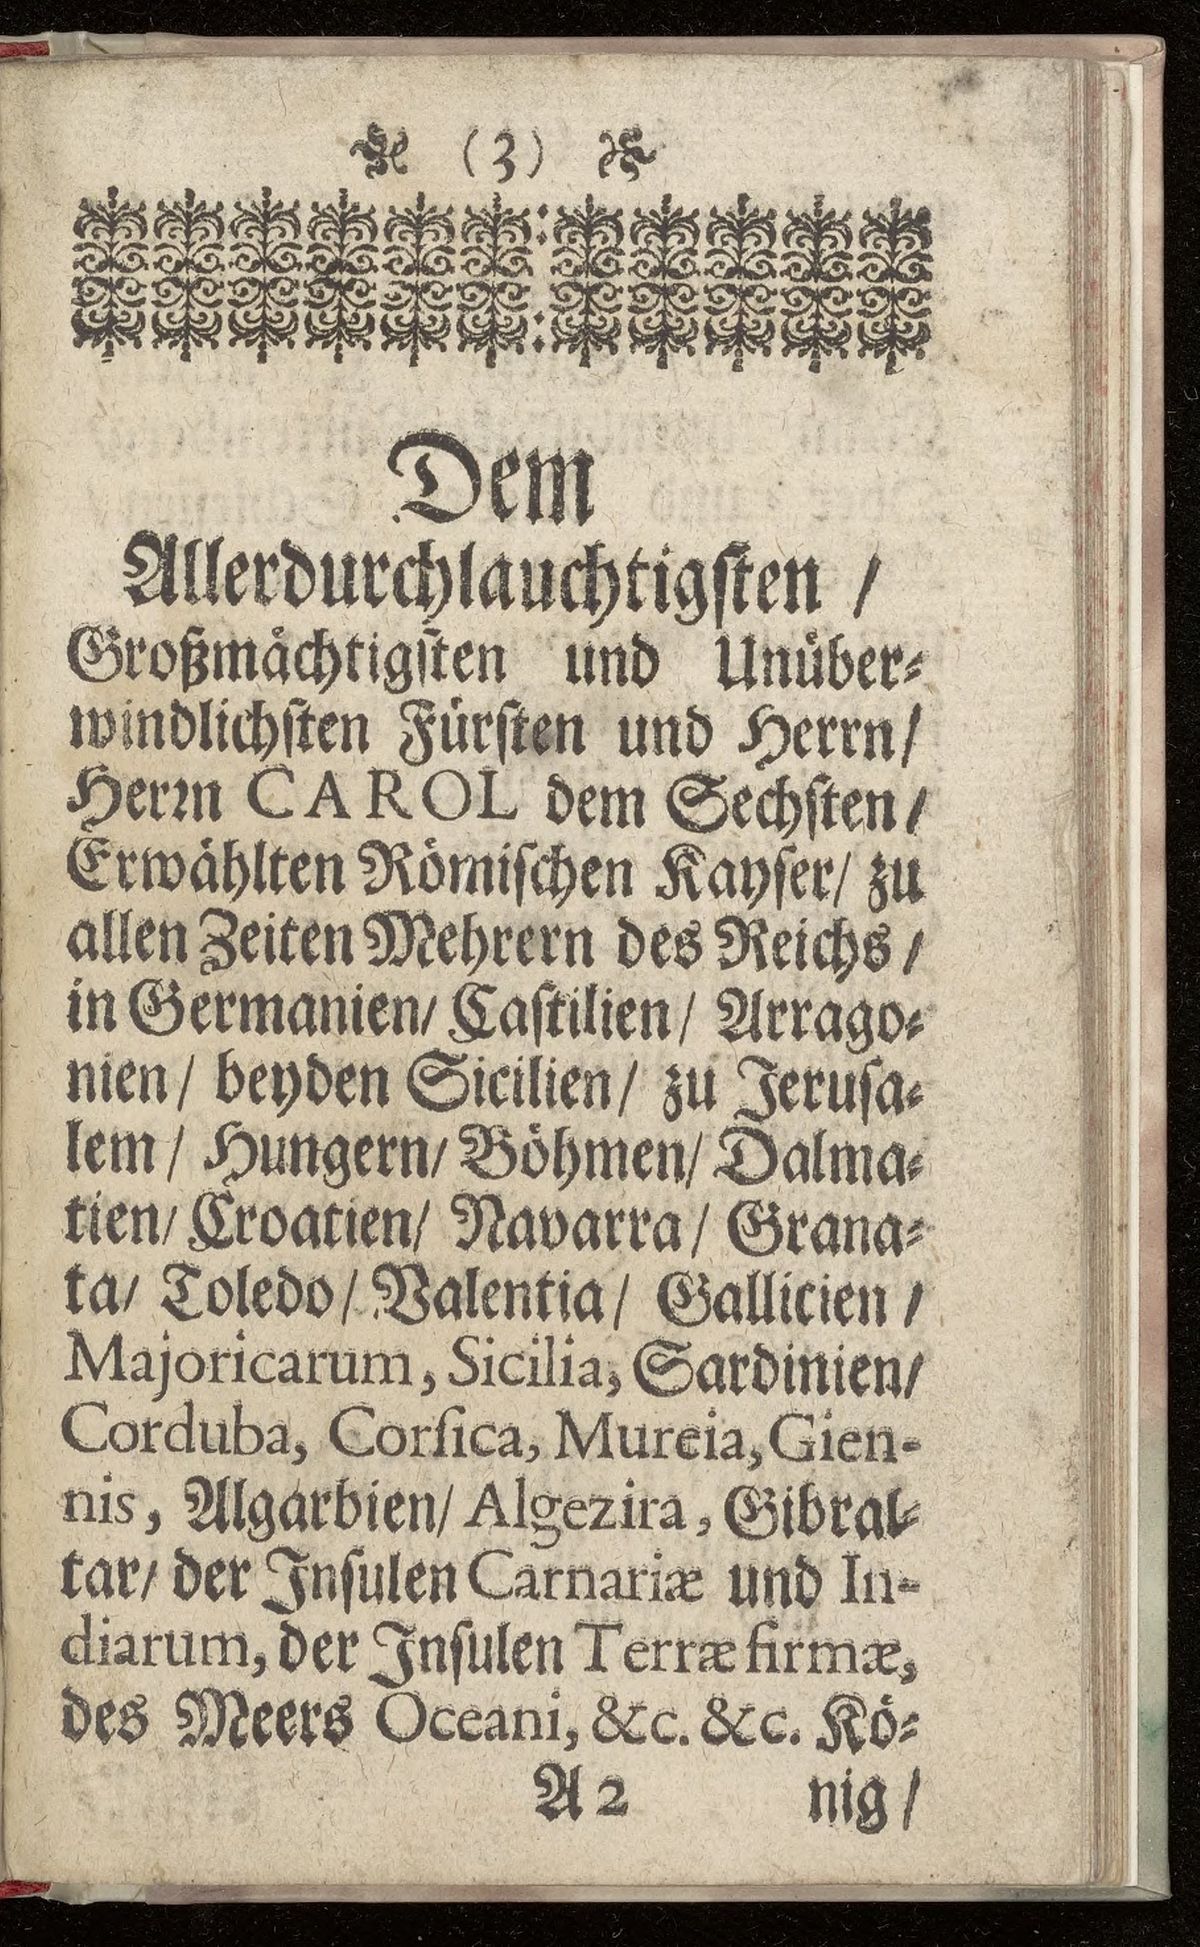 (3)
Dem
Allerdurchlauchtigsten /
Großmächtigsten und Unüber-
windlichsten Fürsten und Herrn/
Herrn CAROL dem Sechsten/
Erwählten Römischen Kayser/ zu
allen Zeiten Mehrern des Reichs /
in Germanien/ Castilien/ Arrago-
nien/ beyden Sicilien/ zu Jerusa-
lem/ Hungern/ Böhmen/ Dalma-
tien/ Croatien/ Navarra/ Grana-
ta/ Toledo/ Valentia/ Gallicien /
Majoricarum, Sicilia, Sardinien/
Corduba, Corsica, Mureia, Gien-
nis, Algarbien/ Algezira, Gibral-
tar/ der Insulen Carnariæ und In-
diarum, der Insulen Terræ firmæ,
des Meers Oceani, &c. &c. Kö-
A 2 nig/